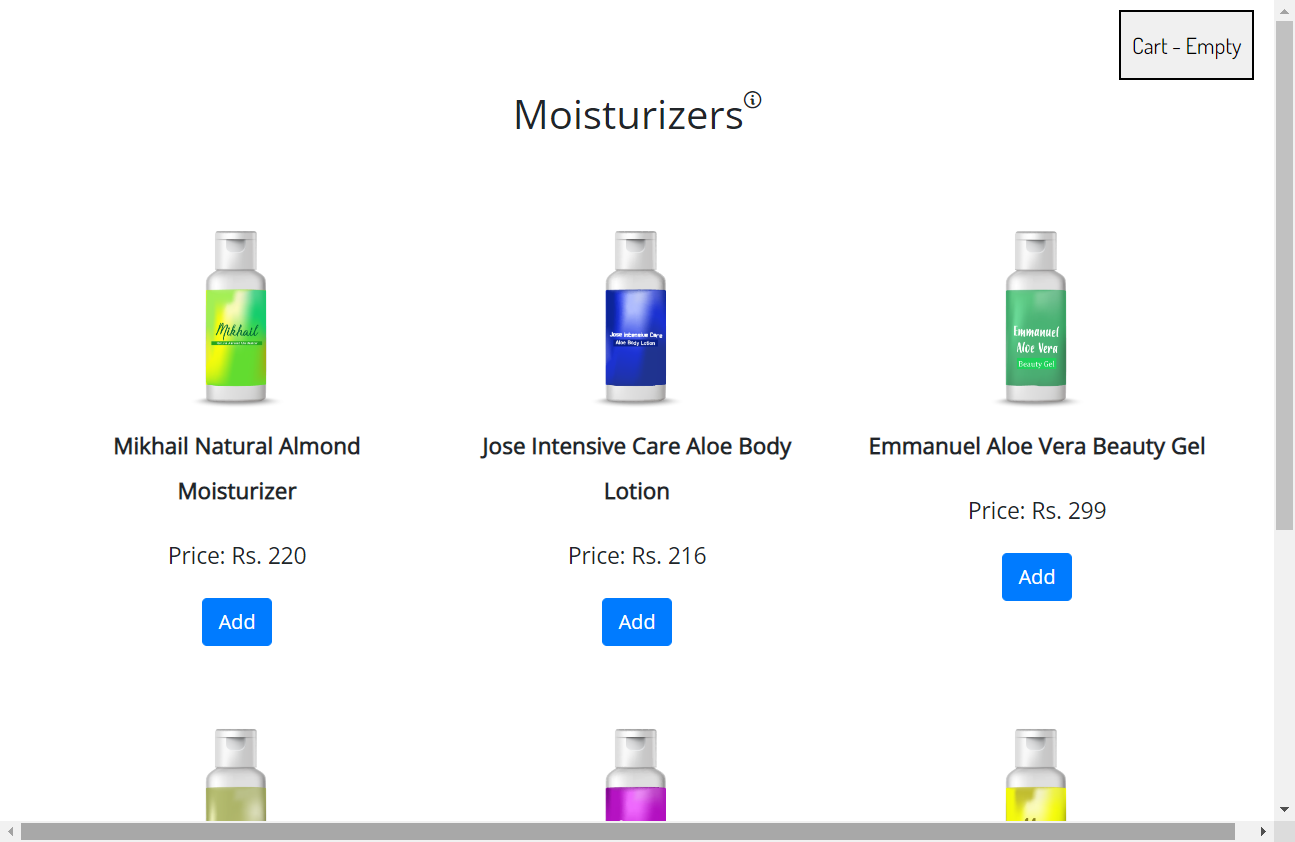 Cart - Empty
Moisturizers
Mikhail
Jose Intensive Care
Aloe Body Lotion
Emmanuel
Aloe Vera
Beauty Gel
Mikhail Natural Almond
Moisturizer
Jose Intensive Care Aloe Body
Lotion
Emmanuel Aloe Vera Beauty Gel
Price: Rs. 220
Price: Rs. 216
Price: Rs. 299
Add
Add
Add